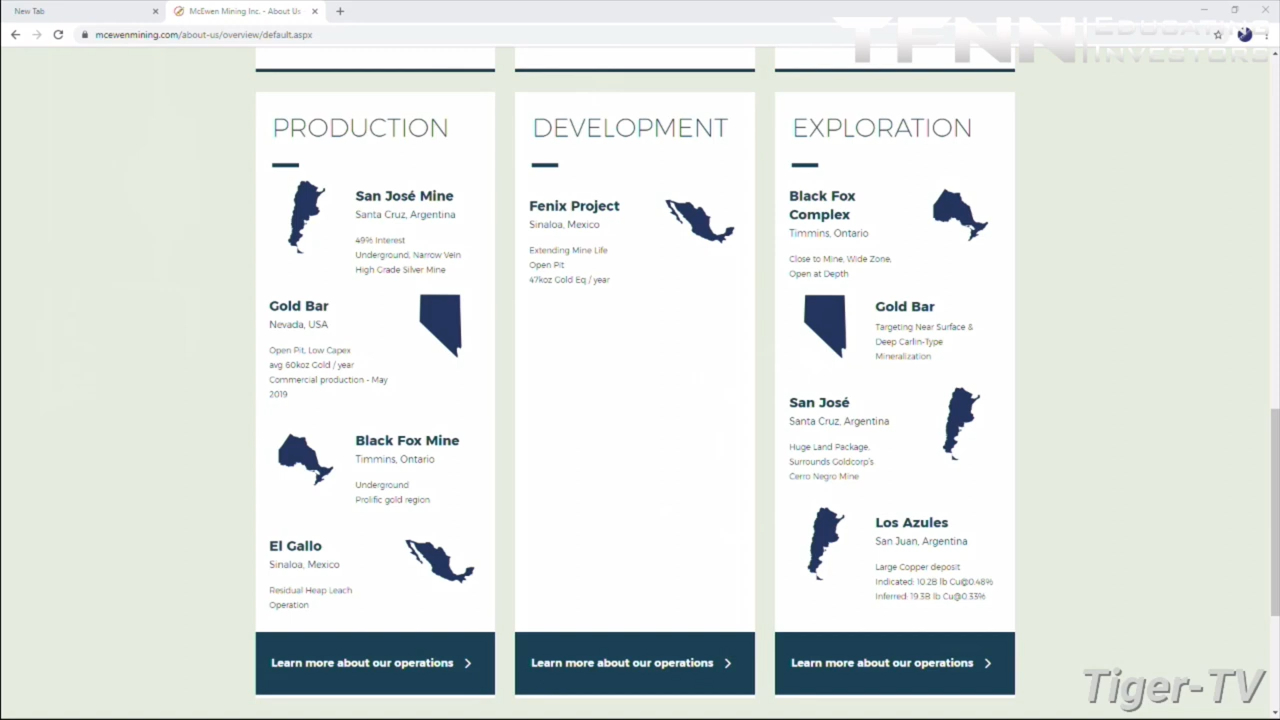 New Tab
McEwen Mining Inc. - About Us
mcewenmining.com/about-us/overview/default.aspx
TFNN
EDUCATING
INVESTORS
PRODUCTION
San José Mine
Santa Cruz, Argentina
49% Interest
Underground, Narrow Vein
High Grade Silver Mine
Gold Bar
Nevada, USA
Open Pit, Low Capex
avg 60koz Gold / year
Commercial production - May
2019
Black Fox Mine
Timmins, Ontario
Underground
Prolific gold region
El Gallo
Sinaloa, Mexico
Residual Heap Leach
Operation
Learn more about our operations
DEVELOPMENT
Fenix Project
Sinaloa, Mexico
Extending Mine Life
Open Pit
47koz Gold Eq / year
Learn more about our operations
EXPLORATION
Black Fox
Complex
Timmins, Ontario
Close to Mine, Wide Zone,
Open at Depth
Gold Bar
Targeting Near Surface &
Deep Carlin-Type
Mineralization
San José
Santa Cruz, Argentina
Huge Land Package,
Surrounds Goldcorp's
Cerro Negro Mine
Los Azules
San Juan, Argentina
Large Copper deposit
Indicated: 10.2B lb Cu@0.48%
Inferred: 19.3B lb Cu@0.33%
Learn more about our operations
Tiger-TV